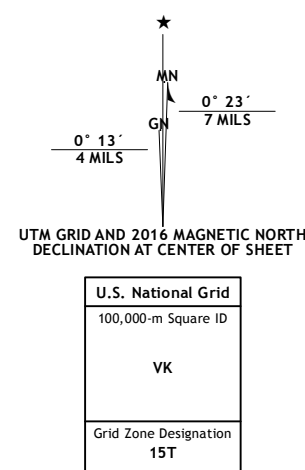 ★
MN
0° 23´
7 MILS
GN
0° 13´
4 MILS
UTM GRID AND 2016 MAGNETIC NORTH
DECLINATION AT CENTER OF SHEET
U.S. National Grid
100,000-m Square ID
VK
Grid Zone Designation
15T